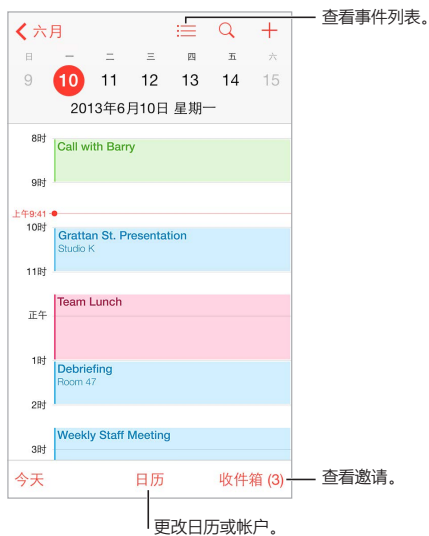 查看事件列表。
六月
日 一 二 三 四 五 六
9 10 11 12 13 14 15
2013年6月10日 星期一
8时
Call with Barry
9时
上午9:41
10时
Grattan St. Presentation
Studio K
11时
Team Lunch
正午
1时
Debriefing
Room 47
2时
Weekly Staff Meeting
3时
今天 日历 收件箱 (3)
查看邀请。
更改日历或帐户。